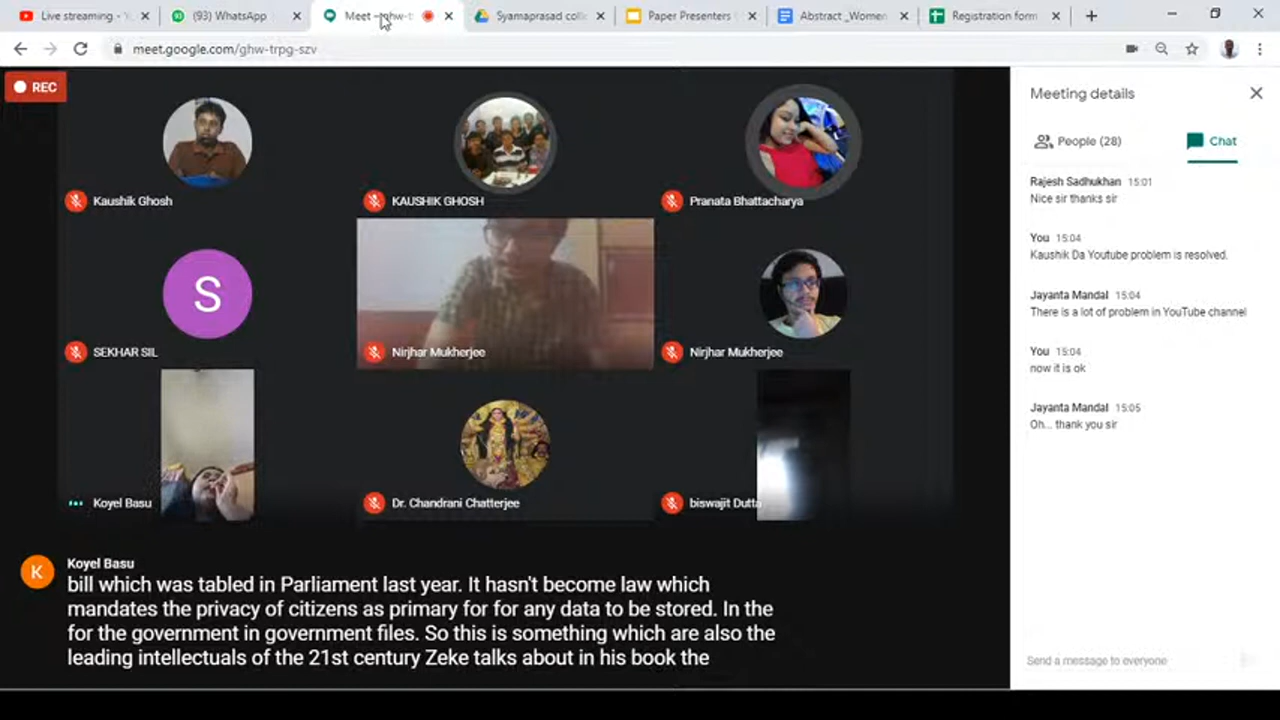 Live streaming - Y
(93) WhatsApp
Meet – ghw-t
Syamaprasad coll
Paper Presenters
Abstract _Women
Registration form
meet.google.com/ghw-trpg-szv
REC
Meeting details
People (28)
Chat
Kaushik Ghosh
KAUSHIK GHOSH
Pranata Bhattacharya
SEKHAR SIL
Nirjhar Mukherjee
Nirjhar Mukherjee
Koyel Basu
Dr. Chandrani Chatterjee
biswajit Dutta
S
Rajesh Sadhukhan 15:01
Nice sir thanks sir
You 15:04
Kaushik Da Youtube problem is resolved.
Jayanta Mandal 15:04
There is a lot of problem in YouTube channel
You 15:04
now it is ok
Jayanta Mandal 15:05
Oh... thank you sir
K
Koyel Basu
bill which was tabled in Parliament last year. It hasn't become law which
mandates the privacy of citizens as primary for for any data to be stored. In the
for the government in government files. So this is something which are also the
leading intellectuals of the 21st century Zeke talks about in his book the
Send a message to everyone